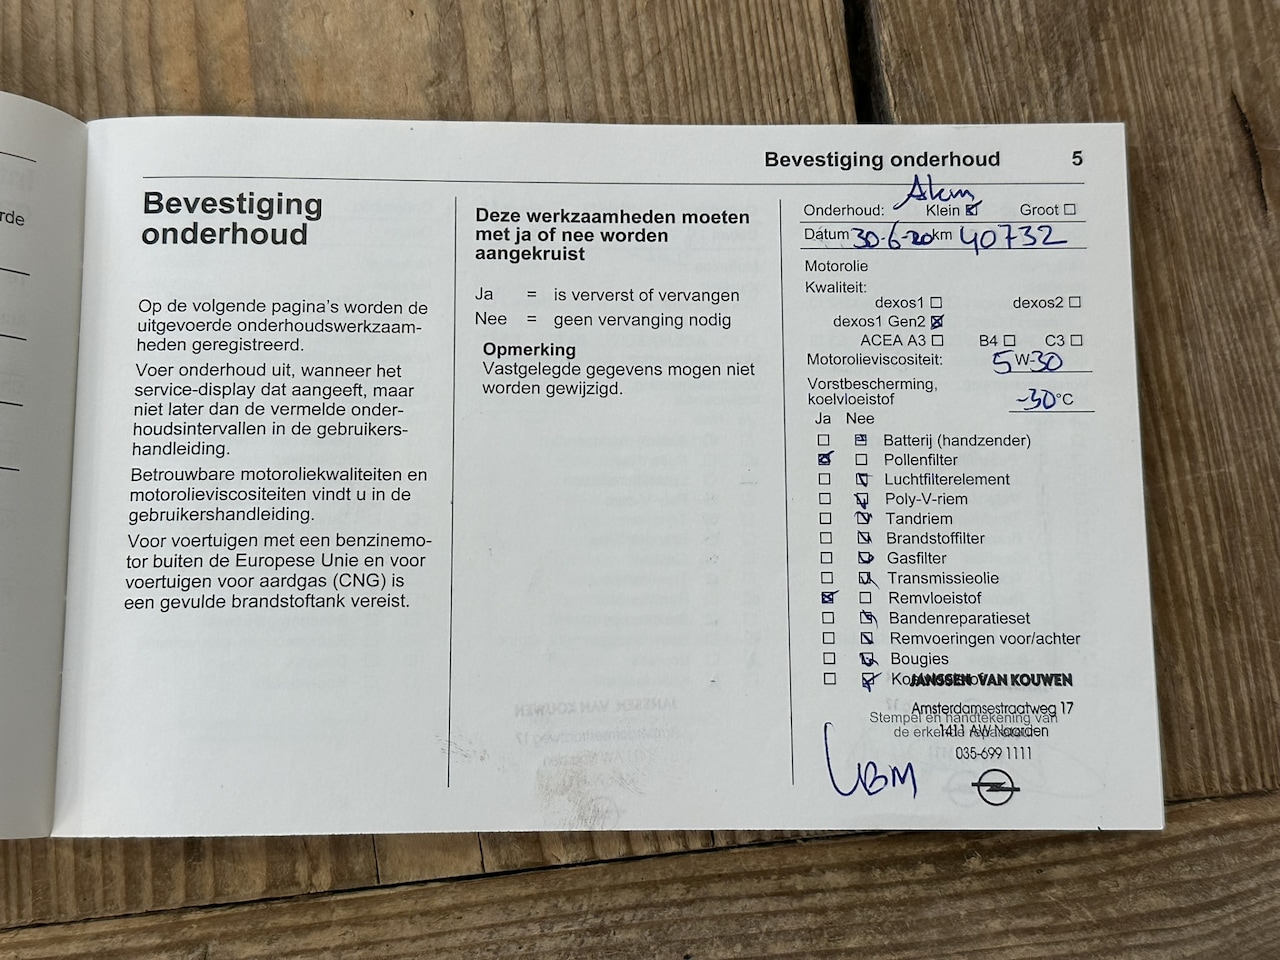 rde
Bevestiging onderhoud 5
Bevestiging
onderhoud
Op de volgende pagina's worden de
uitgevoerde onderhoudswerkzaam-
heden geregistreerd.
Voer onderhoud uit, wanneer het
service-display dat aangeeft, maar
niet later dan de vermelde onder-
houdsintervallen in de gebruikers-
handleiding.
Betrouwbare motoroliekwaliteiten en
motorolieviscositeiten vindt u in de
gebruikershandleiding.
Voor voertuigen met een benzinemo-
tor buiten de Europese Unie en voor
voertuigen voor aardgas (CNG) is
een gevulde brandstoftank vereist.
Deze werkzaamheden moeten
met ja of nee worden
aangekruist
Ja = is ververst of vervangen
Nee = geen vervanging nodig
Opmerking
Vastgelegde gegevens mogen niet
worden gewijzigd.
Onderhoud: Klein Groot
Datum 30-6-20 km 40732
Motorolie
Kwaliteit:
dexos1 dexos2
dexos1 Gen2
ACEA A3 B4 C3
Motorolieviscositeit: 5 W-30
Vorstbescherming,
koelvloeistof -30 °C
Ja Nee
Batterij (handzender)
Pollenfilter
Luchtfilterelement
Poly-V-riem
Tandriem
Brandstoffilter
Gasfilter
Transmissieolie
Remvloeistof
Bandenreparatieset
Remvoeringen voor/achter
Bougies
JANSSEN VAN KOUWEN
Amsterdamsestraatweg 17
Stempel en handtekening van
1411 AW Naarden
de erkende reparateur
035-699 1111